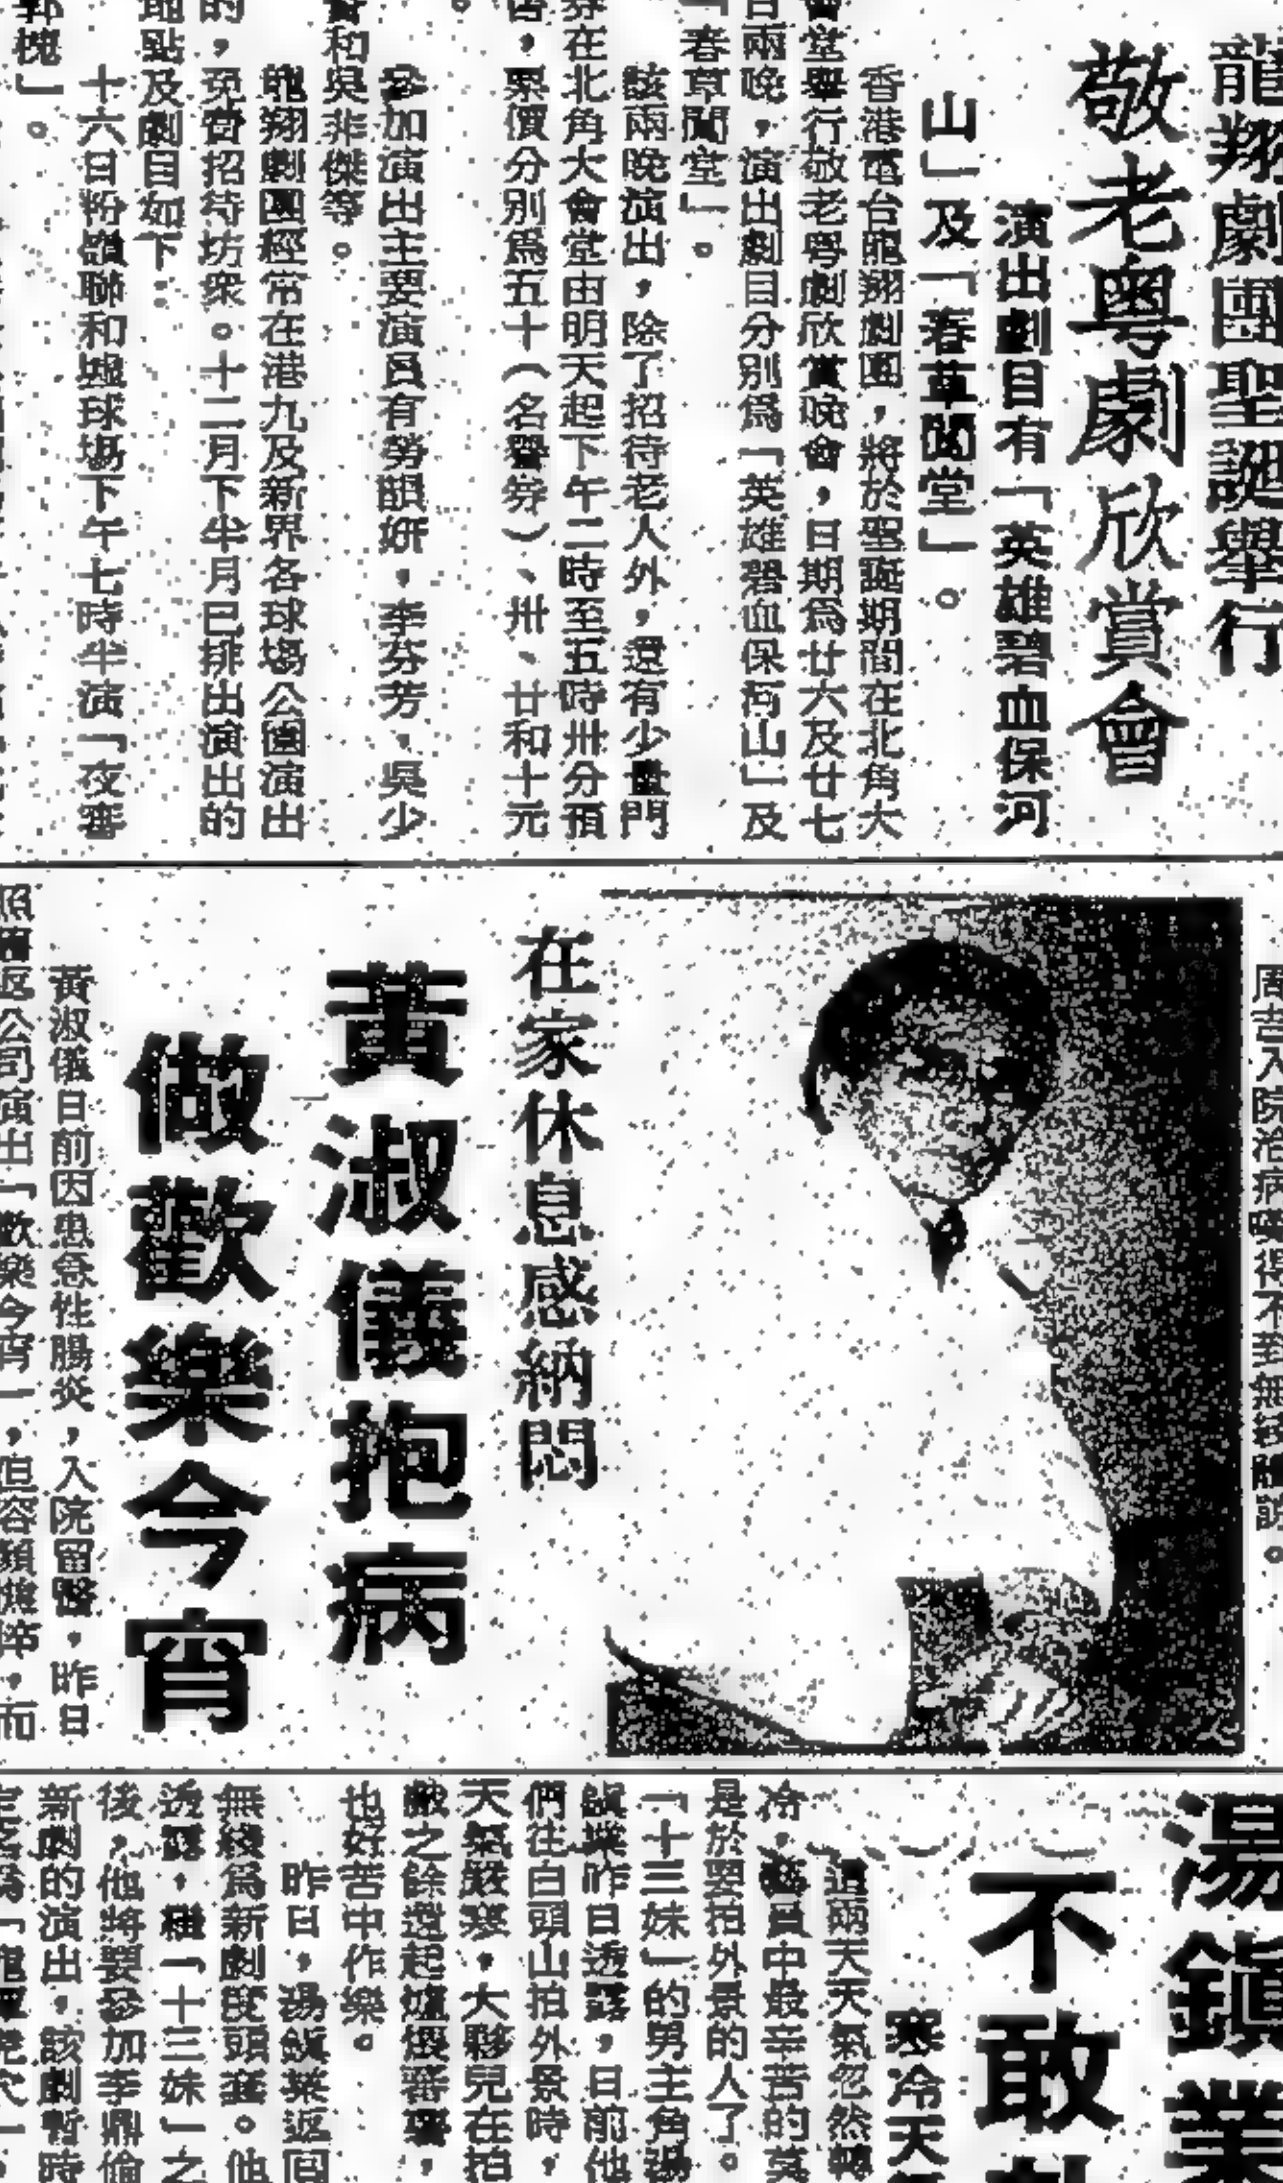 龍翔劇團聖誕舉行
敬老粵劇欣賞會
演出劇目有「英雄碧血保河
山」及「春草闖堂」。
香港電台龍翔劇團，將於聖誕期間在北角大
會堂舉行敬老粵劇欣賞晚會，日期為廿六及廿七
日兩晚，演出劇目分別為「英雄碧血保河山」及
「春草闖堂」。
該兩晚演出，除了招待老人外，還有少量門
券在北角大會堂由明天起下午二時至五時卅分預
售，票價分別為五十（名譽券）、卅、廿和十元
。
參加演出主要演員有勞韻妍，李芬芳，吳少
和吳非傑等。
龍翔劇團經常在港九及新界各球場公園演出
的，免費招待坊衆。十二月下半月已排出演出的
地點及劇目如下：
十六日粉嶺聯和墟球場下午七時半演「夜審
郭槐」。
周吉入院治病
在家休息感納悶
黃淑儀抱病
做歡樂今宵
黃淑儀日前因患急性腸炎，入院留醫，昨日
照舊返公司演出「歡樂今宵」，但容顏憔悴，而
湯鎮業
不敢
寒冷天
這兩天天氣忽然轉
冷，藝員中最辛苦的莫
是於要拍外景的人了。
「十三妹」的男主角湯
鎮業昨日透露，日前他
們往白頭山拍外景時，
天氣嚴寒，大夥兒在拍
戲之餘還起爐
也好苦中作樂。
昨日，湯鎮業返回
無綫為新劇度頭套。他
透露，繼「十三妹」之
後，他將要參加李鼎倫
新劇的演出，該劇暫時